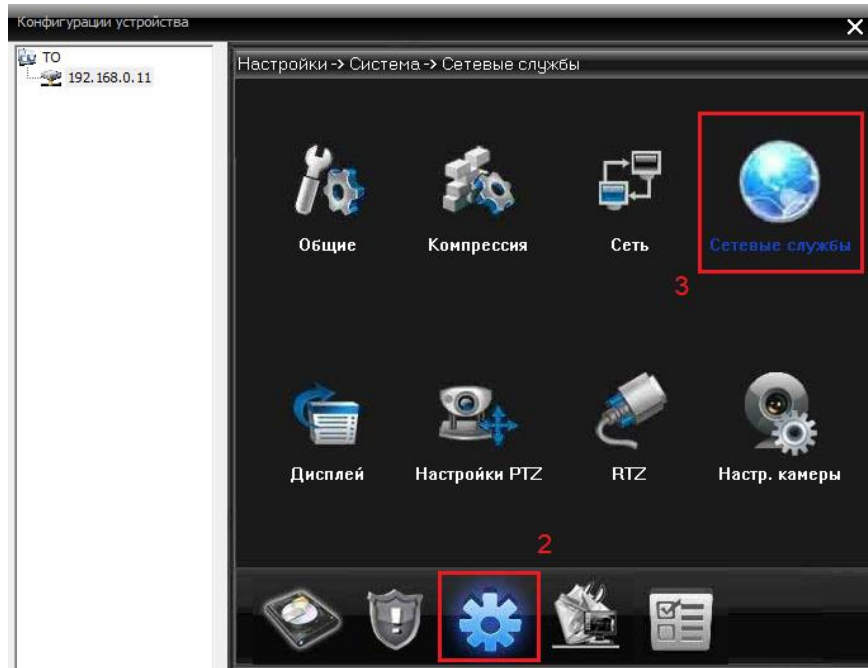 Конфигурации устройства
ТО
192.168.0.11
Настройки -> Система -> Сетевые службы
Общие
Компрессия
Сеть
Сетевые службы
3
Дисплей
Настройки PTZ
RTZ
Настр. камеры
2